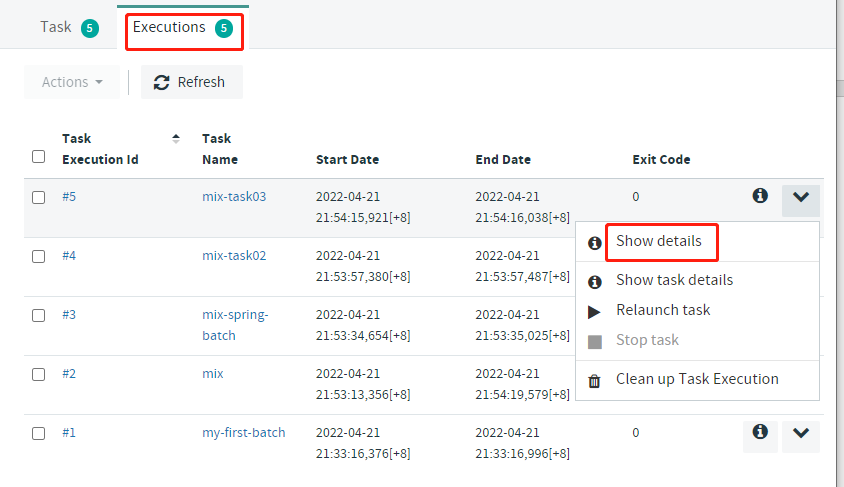 Task 5 Executions 5
Actions Refresh
Task Execution Id Task Name Start Date End Date Exit Code
#5 mix-task03 2022-04-21 21:54:15,921[+8] 2022-04-21 21:54:16,038[+8] 0
Show details
#4 mix-task02 2022-04-21 21:53:57,380[+8] 2022-04-21 21:53:57,487[+8]
Show task details
Relaunch task
#3 mix-spring-batch 2022-04-21 21:53:34,654[+8] 2022-04-21 21:53:35,025[+8]
Stop task
#2 mix 2022-04-21 21:53:13,356[+8] 2022-04-21 21:54:19,579[+8]
Clean up Task Execution
#1 my-first-batch 2022-04-21 21:33:16,376[+8] 2022-04-21 21:33:16,996[+8] 0